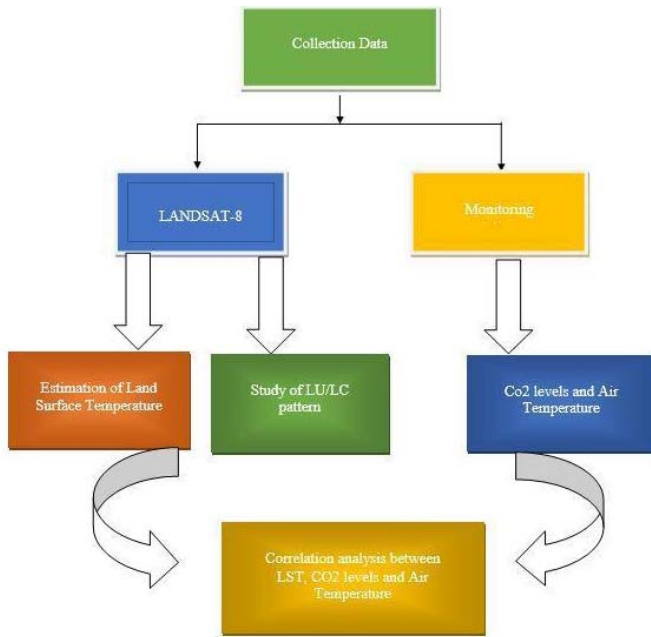 Collection Data
LANDSAT-8
Monitoring
Estimation of Land
Surface Temperature
Study of LU/LC
pattern
Co2 levels and Air
Temperature
Correlation analysis between
LST, CO2 levels and Air
Temperature